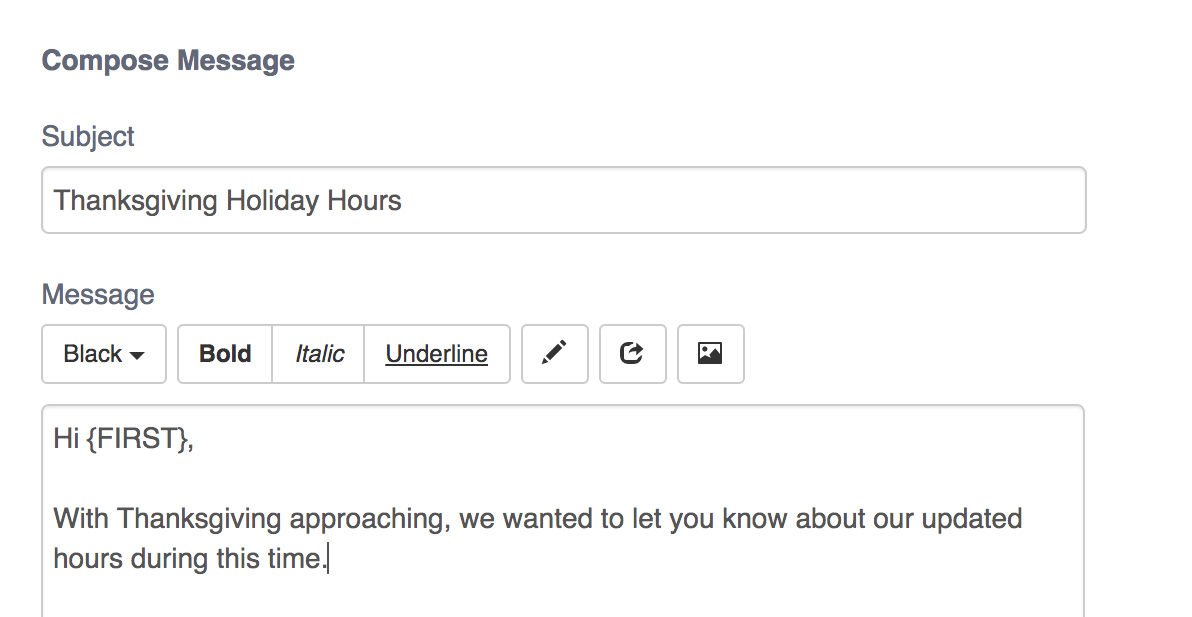 Compose Message
Subject
Thanksgiving Holiday Hours
Message
Black Bold Italic Underline
Hi {FIRST},
With Thanksgiving approaching, we wanted to let you know about our updated
hours during this time.